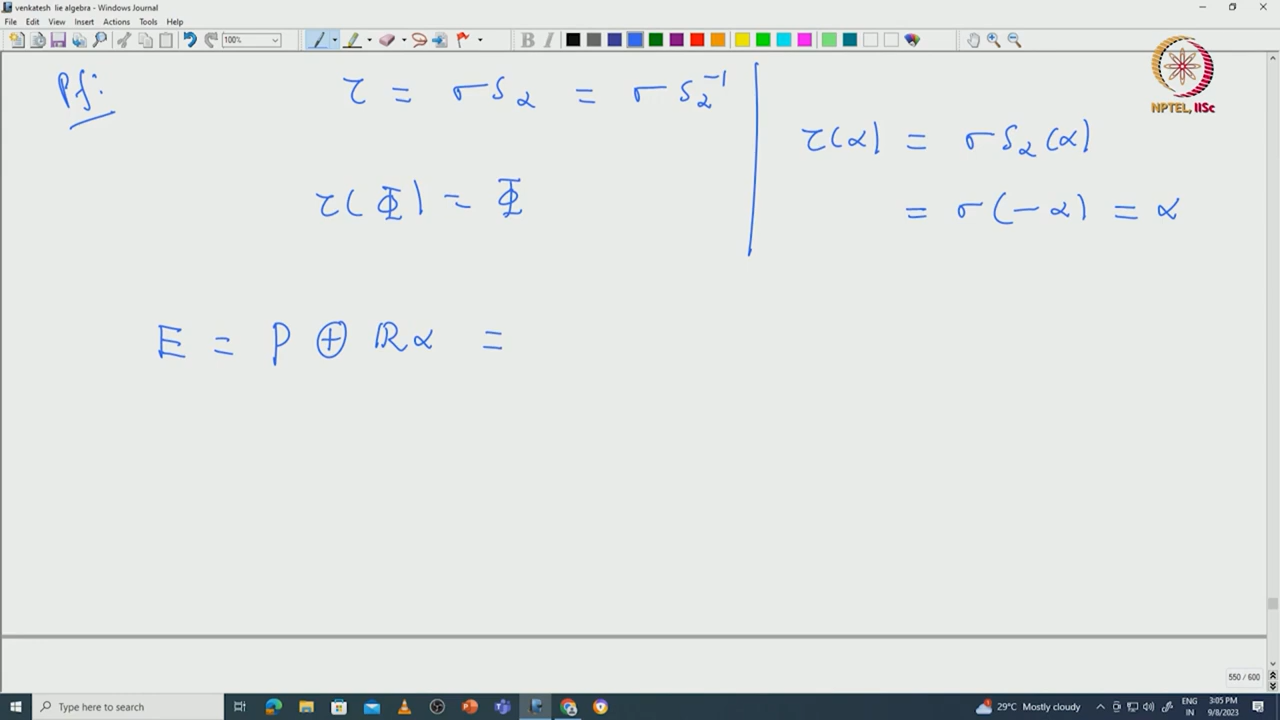 venkatesh lie algebra - Windows Journal
File Edit View Insert Actions Tools Help
100%
B I
NPTEL, IISc
Pf:
τ = σ s_α = σ s_α^{-1}
τ(Φ) = Φ
τ(α) = σ s_α(α)
= σ(-α) = α
E = P ⊕ ℝα =
550 / 600
Type here to search
29°C Mostly cloudy
ENG
IN
3:05 PM
9/8/2023